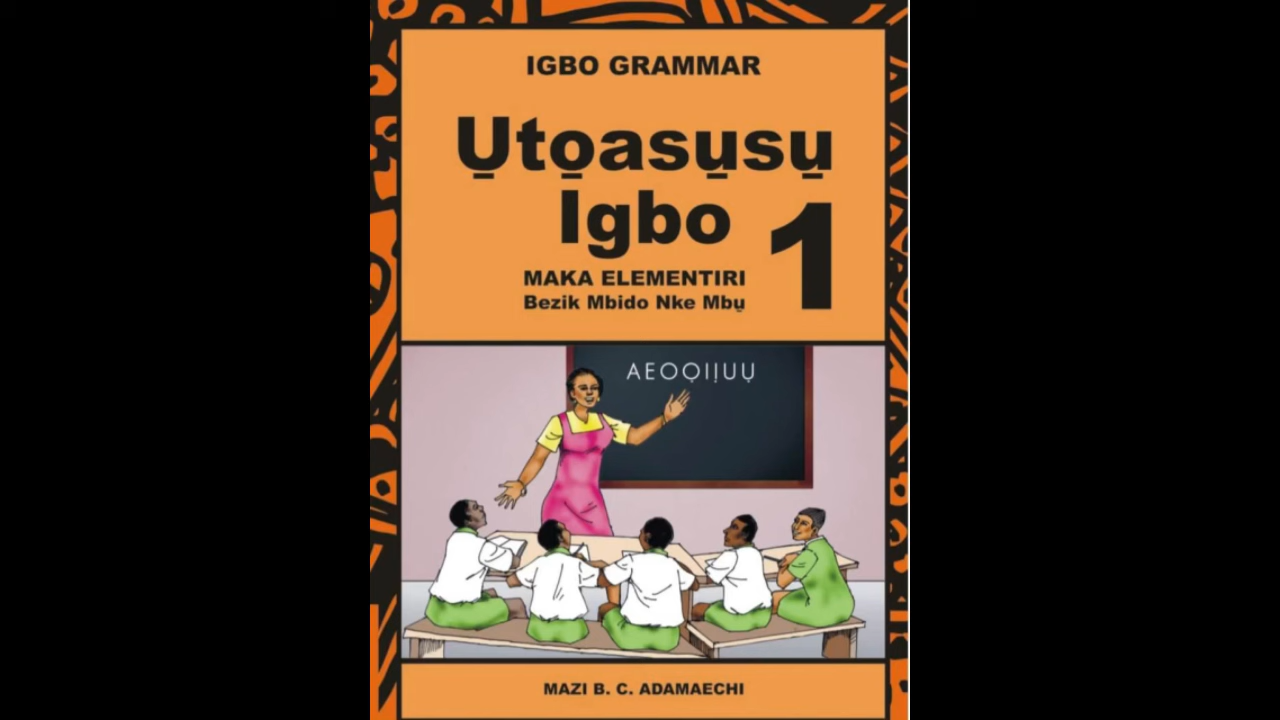 IGBO GRAMMAR
Ụtọasụsụ
Igbo 1
MAKA ELEMENTIRI
Bezik Mbido Nke Mbụ
AEOỌIỊUỤ
MAZI B. C. ADAMAECHI